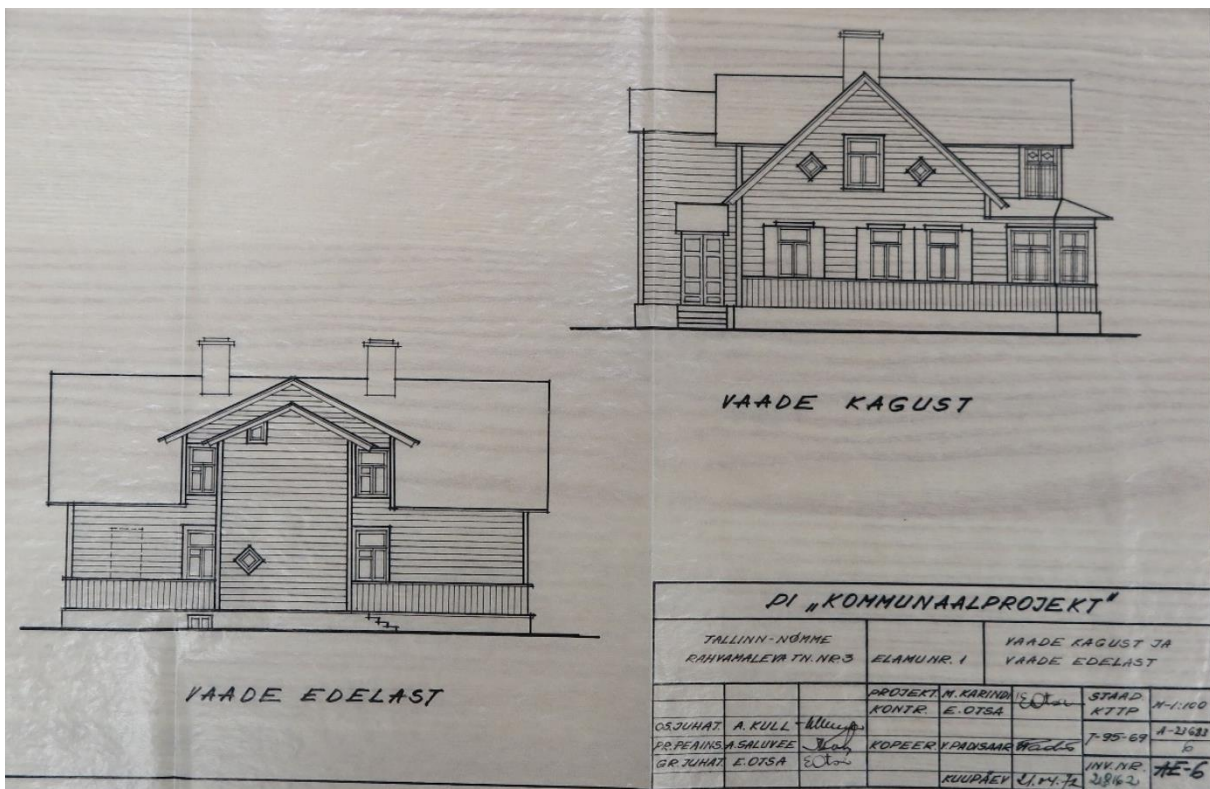 VAADE KAGUST
VAADE EDELAST
PI „KOMMUNAALPROJEKT"
TALLINN-NÕMME
RAHVAMALEVA TN. NR.3
ELAMU NR. 1
VAADE KAGUST JA
VAADE EDELAST
PROJEKT. M. KARINDI
STAAD.
KTTP
M-1:100
KONTR. E. OTSA
OS.JUHAT. A. KULL
T-95-69
PR.PEAINS. A. SALUVEE
KOPEER. V. PADISAAR
GR.JUHAT. E. OTSA
KUUPÄEV
INV. NR.
AE-6